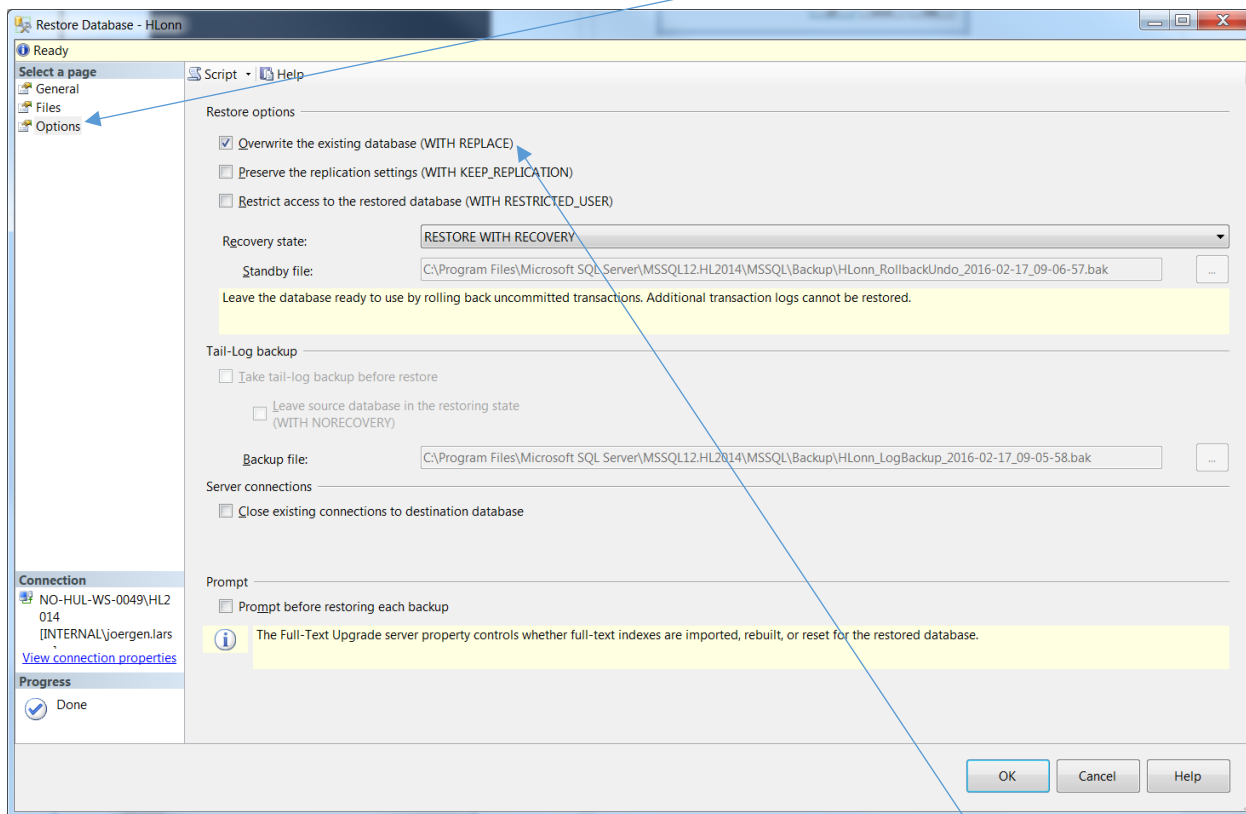 Restore Database - HLonn
Ready
Select a page
General
Files
Options
Script
Help
Restore options
Overwrite the existing database (WITH REPLACE)
Preserve the replication settings (WITH KEEP_REPLICATION)
Restrict access to the restored database (WITH RESTRICTED_USER)
Recovery state:
RESTORE WITH RECOVERY
Standby file:
C:\Program Files\Microsoft SQL Server\MSSQL12.HL2014\MSSQL\Backup\HLonn_RollbackUndo_2016-02-17_09-06-57.bak
...
Leave the database ready to use by rolling back uncommitted transactions. Additional transaction logs cannot be restored.
Tail-Log backup
Take tail-log backup before restore
Leave source database in the restoring state
(WITH NORECOVERY)
Backup file:
C:\Program Files\Microsoft SQL Server\MSSQL12.HL2014\MSSQL\Backup\HLonn_LogBackup_2016-02-17_09-05-58.bak
...
Server connections
Close existing connections to destination database
Connection
NO-HUL-WS-0049\HL2
014
[INTERNAL\joergen.lars
View connection properties
Progress
Done
Prompt
Prompt before restoring each backup
The Full-Text Upgrade server property controls whether full-text indexes are imported, rebuilt, or reset for the restored database.
OK
Cancel
Help